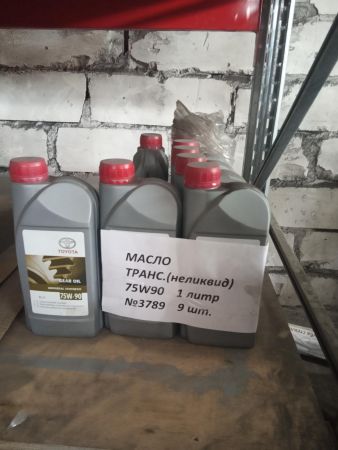 TOYOTA
GEAR OIL
75W-90
МАСЛО
ТРАНС.(неликвид)
75W90 1 литр
№3789 9 шт.